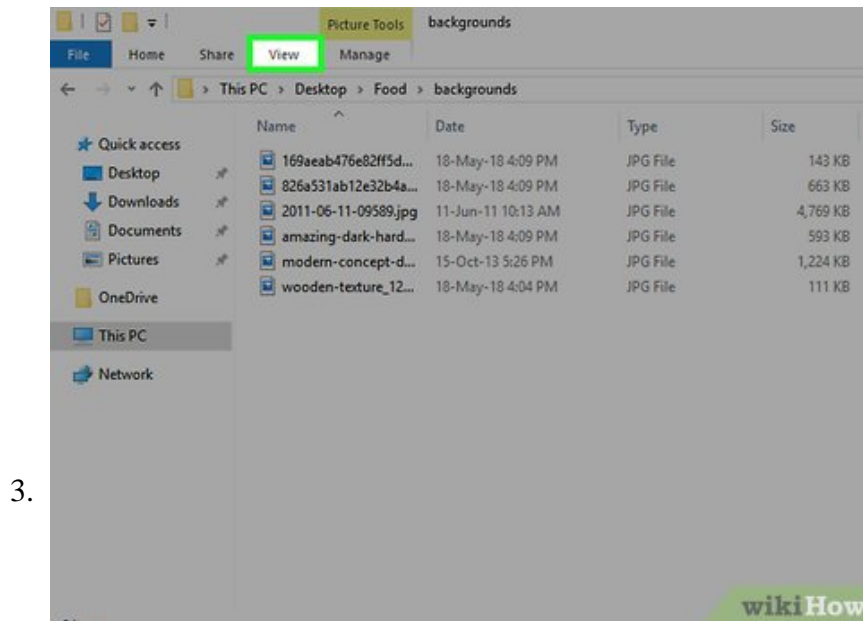 Picture Tools backgrounds
File Home Share View Manage
This PC > Desktop > Food > backgrounds
Name Date Type Size
Quick access
169aeab476e82ff5d... 18-May-18 4:09 PM JPG File 143 KB
Desktop
826a531ab12e32b4a... 18-May-18 4:09 PM JPG File 663 KB
Downloads
2011-06-11-09589.jpg 11-Jun-11 10:13 AM JPG File 4,769 KB
Documents
amazing-dark-hard... 18-May-18 4:09 PM JPG File 593 KB
Pictures
modern-concept-d... 15-Oct-13 5:26 PM JPG File 1,224 KB
wooden-texture_12... 18-May-18 4:04 PM JPG File 111 KB
OneDrive
This PC
Network
3.
wikiHow